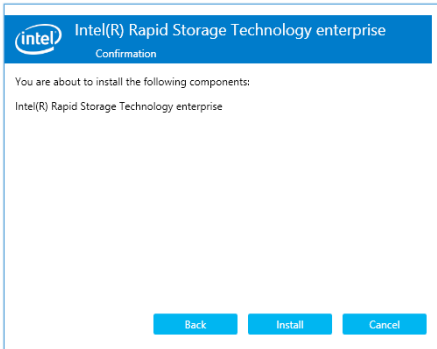 intel
Intel(R) Rapid Storage Technology enterprise
Confirmation
You are about to install the following components:
Intel(R) Rapid Storage Technology enterprise
Back
Install
Cancel